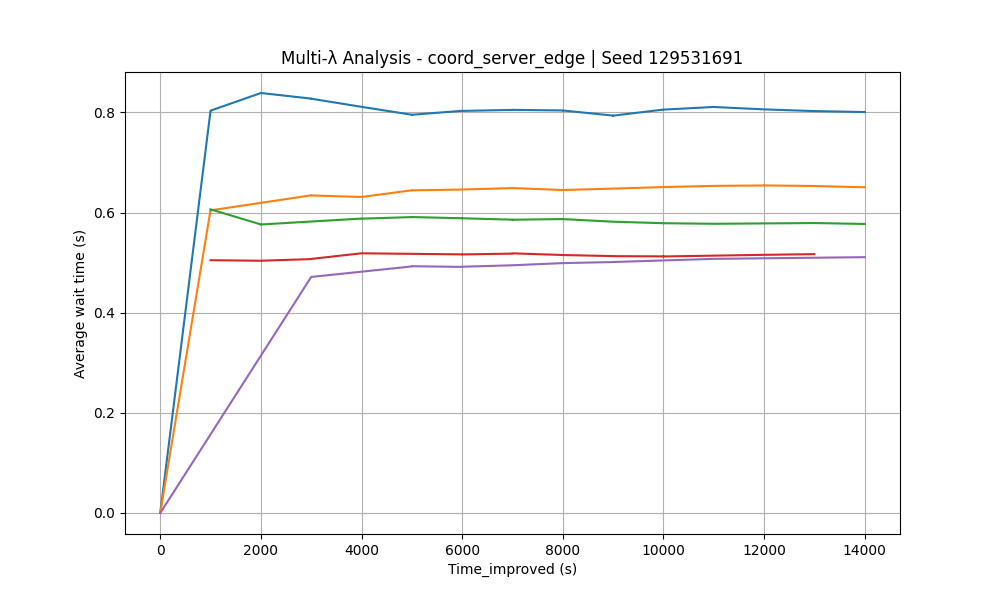 Multi-λ Analysis - coord_server_edge | Seed 129531691
Average wait time (s)
0.8
0.6
0.4
0.2
0.0
0 2000 4000 6000 8000 10000 12000 14000
Time_improved (s)